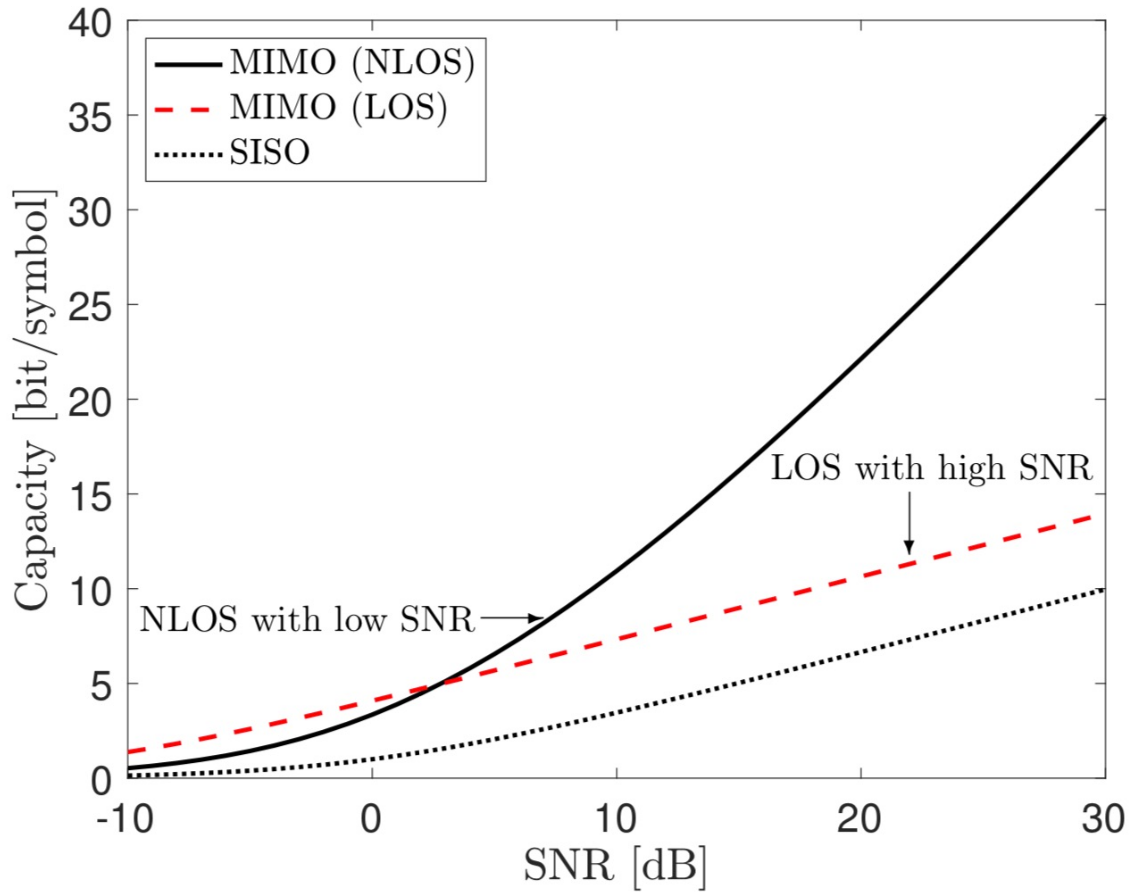 40
35
30
25
20
15
10
5
0
Capacity [bit/symbol]
MIMO (NLOS)
MIMO (LOS)
SISO
LOS with high SNR
NLOS with low SNR
-10 0 10 20 30
SNR [dB]